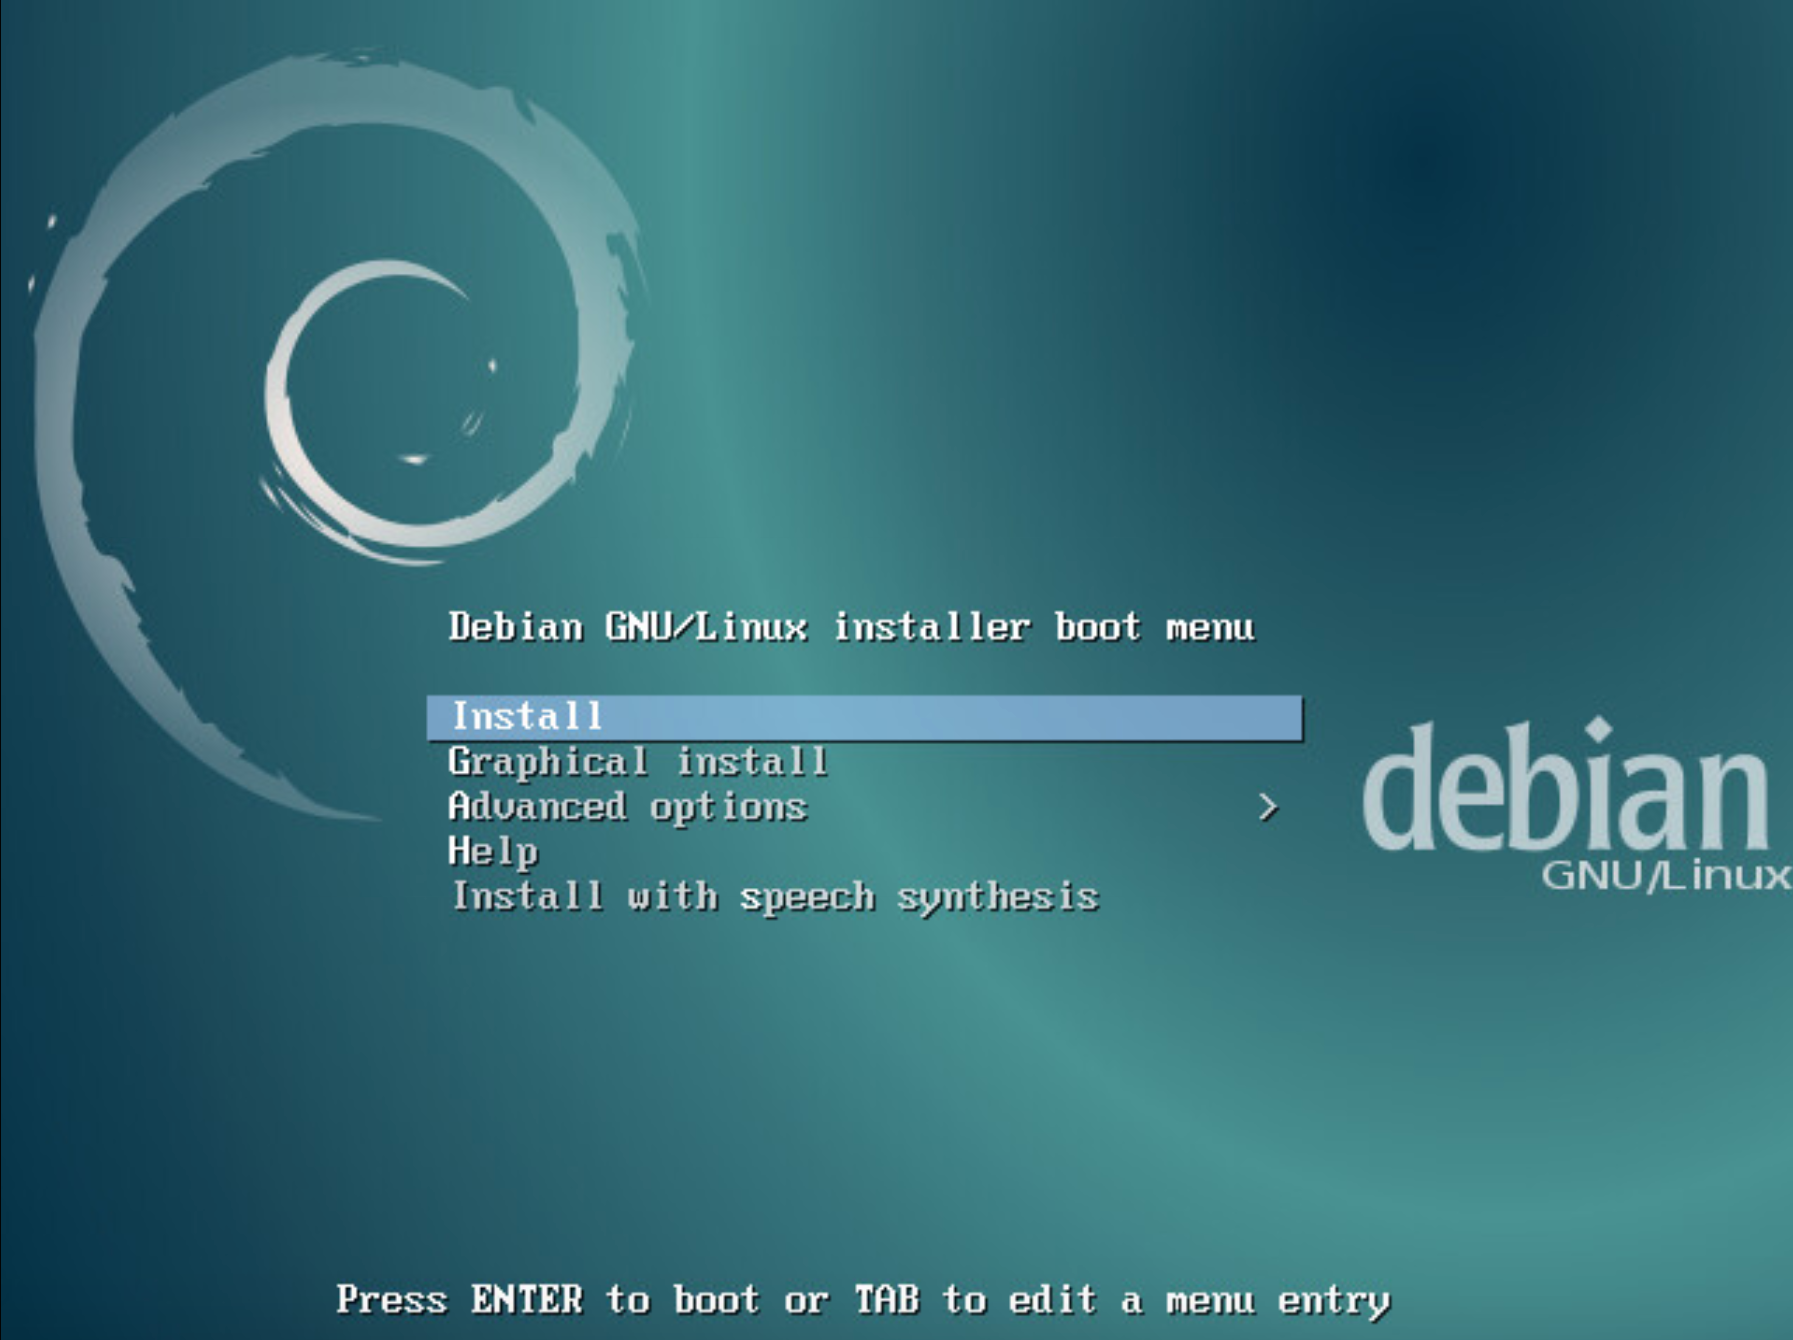 Debian GNU/Linux installer boot menu
Install
Graphical install
Advanced options >
Help
Install with speech synthesis
debian
GNU/Linux
Press ENTER to boot or TAB to edit a menu entry